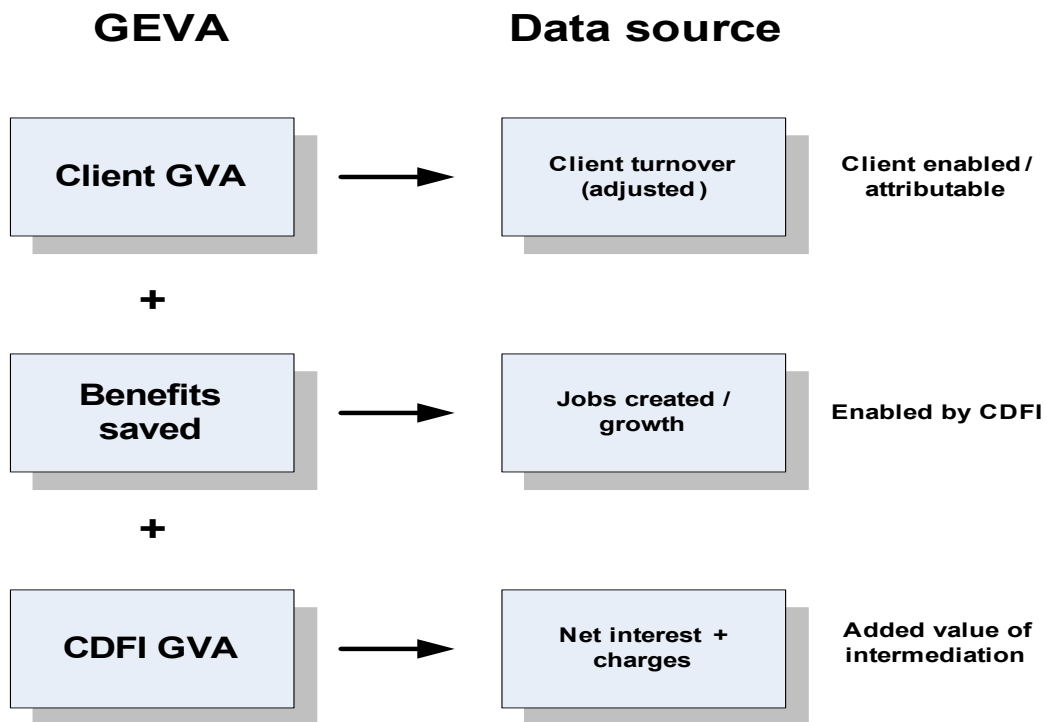 GEVA
Data source
Client GVA
Client turnover
(adjusted)
Client enabled/
attributable
+
Benefits
saved
Jobs created /
growth
Enabled by CDFI
+
CDFI GVA
Net interest +
charges
Added value of
intermediation